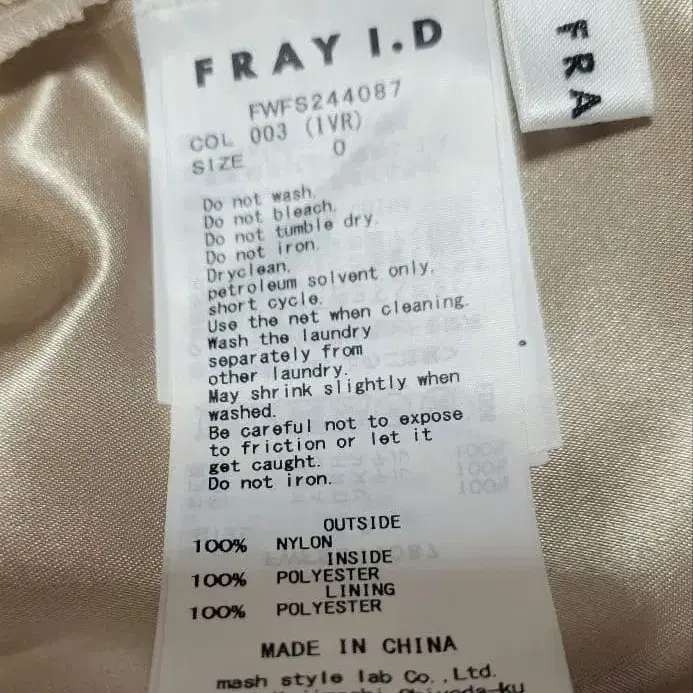 FRAY I.D
FRA
FWFS244087
COL 003 (IVR)
SIZE 0
Do not wash.
Do not bleach.
Do not tumble dry.
Do not iron.
Dryclean,
petroleum solvent only,
short cycle.
Use the net when cleaning.
Wash the laundry
separately from
other laundry.
May shrink slightly when
washed.
Be careful not to expose
to friction or let it
get caught.
Do not iron.
OUTSIDE
100% NYLON
INSIDE
100% POLYESTER
LINING
100% POLYESTER
MADE IN CHINA
mash style lab Co.,Ltd.